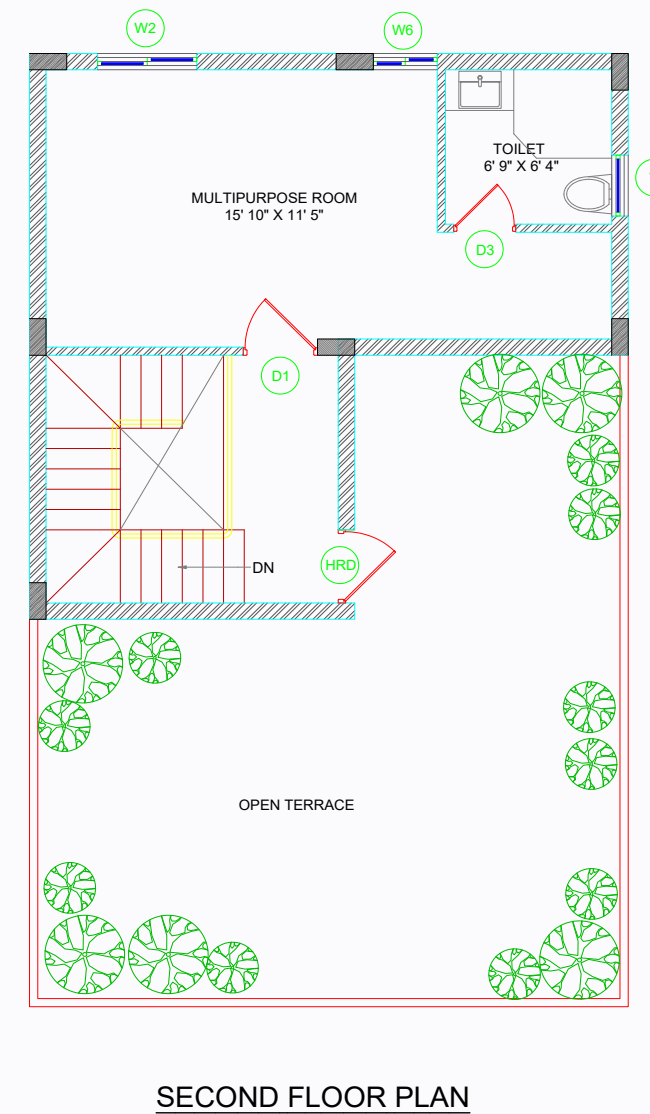 W2
W6
TOILET
6' 9" X 6' 4"
MULTIPURPOSE ROOM
15' 10" X 11' 5"
D3
D1
HRD
DN
OPEN TERRACE
SECOND FLOOR PLAN